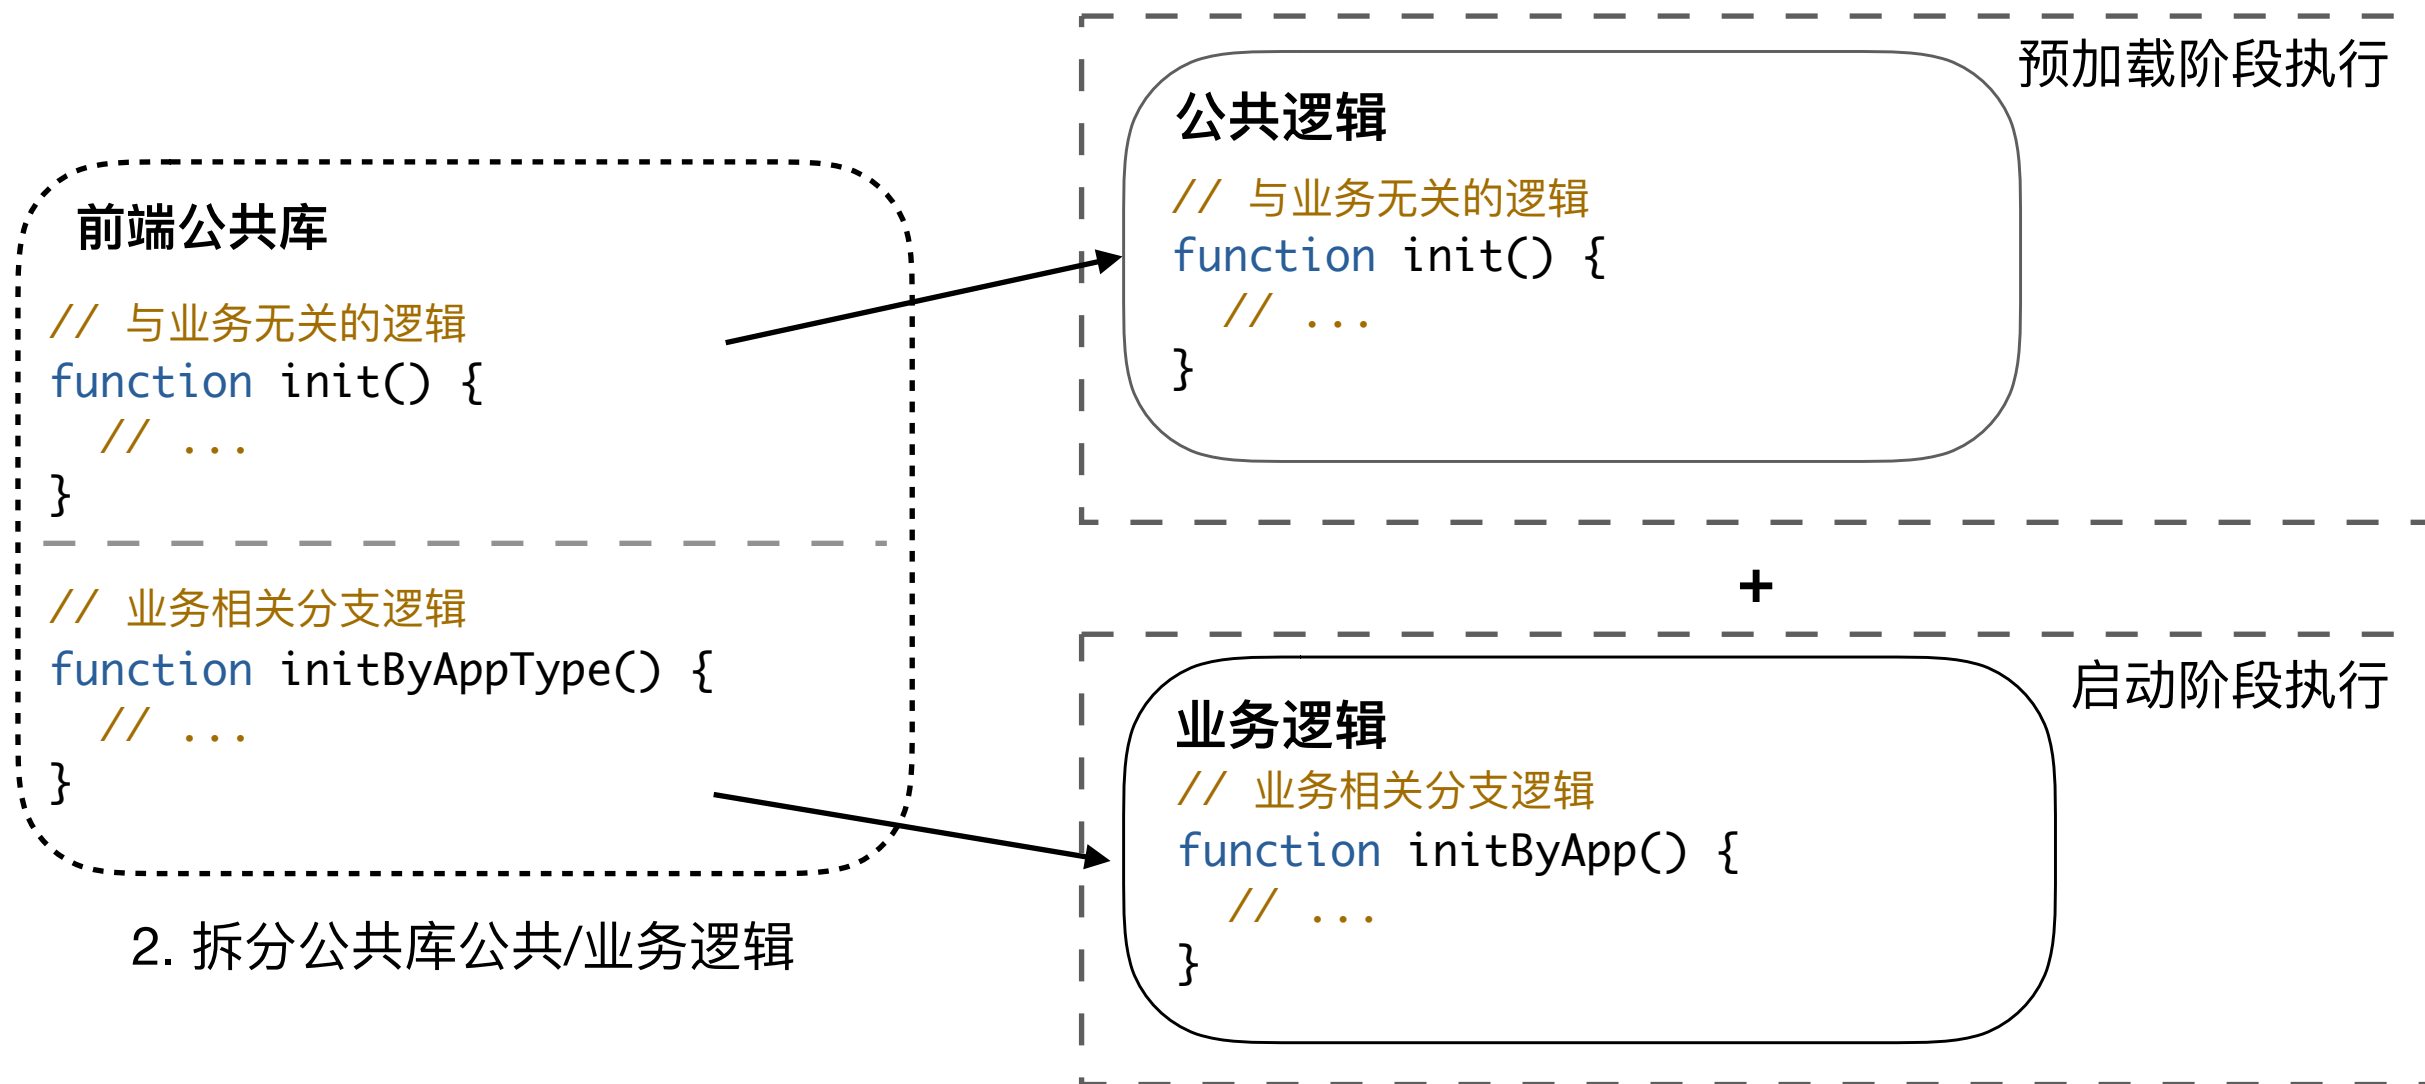 前端公共库
// 与业务无关的逻辑
function init() {
  // ...
}
// 业务相关分支逻辑
function initByAppType() {
  // ...
}
2. 拆分公共库公共/业务逻辑
预加载阶段执行
公共逻辑
// 与业务无关的逻辑
function init() {
  // ...
}
+
启动阶段执行
业务逻辑
// 业务相关分支逻辑
function initByApp() {
  // ...
}